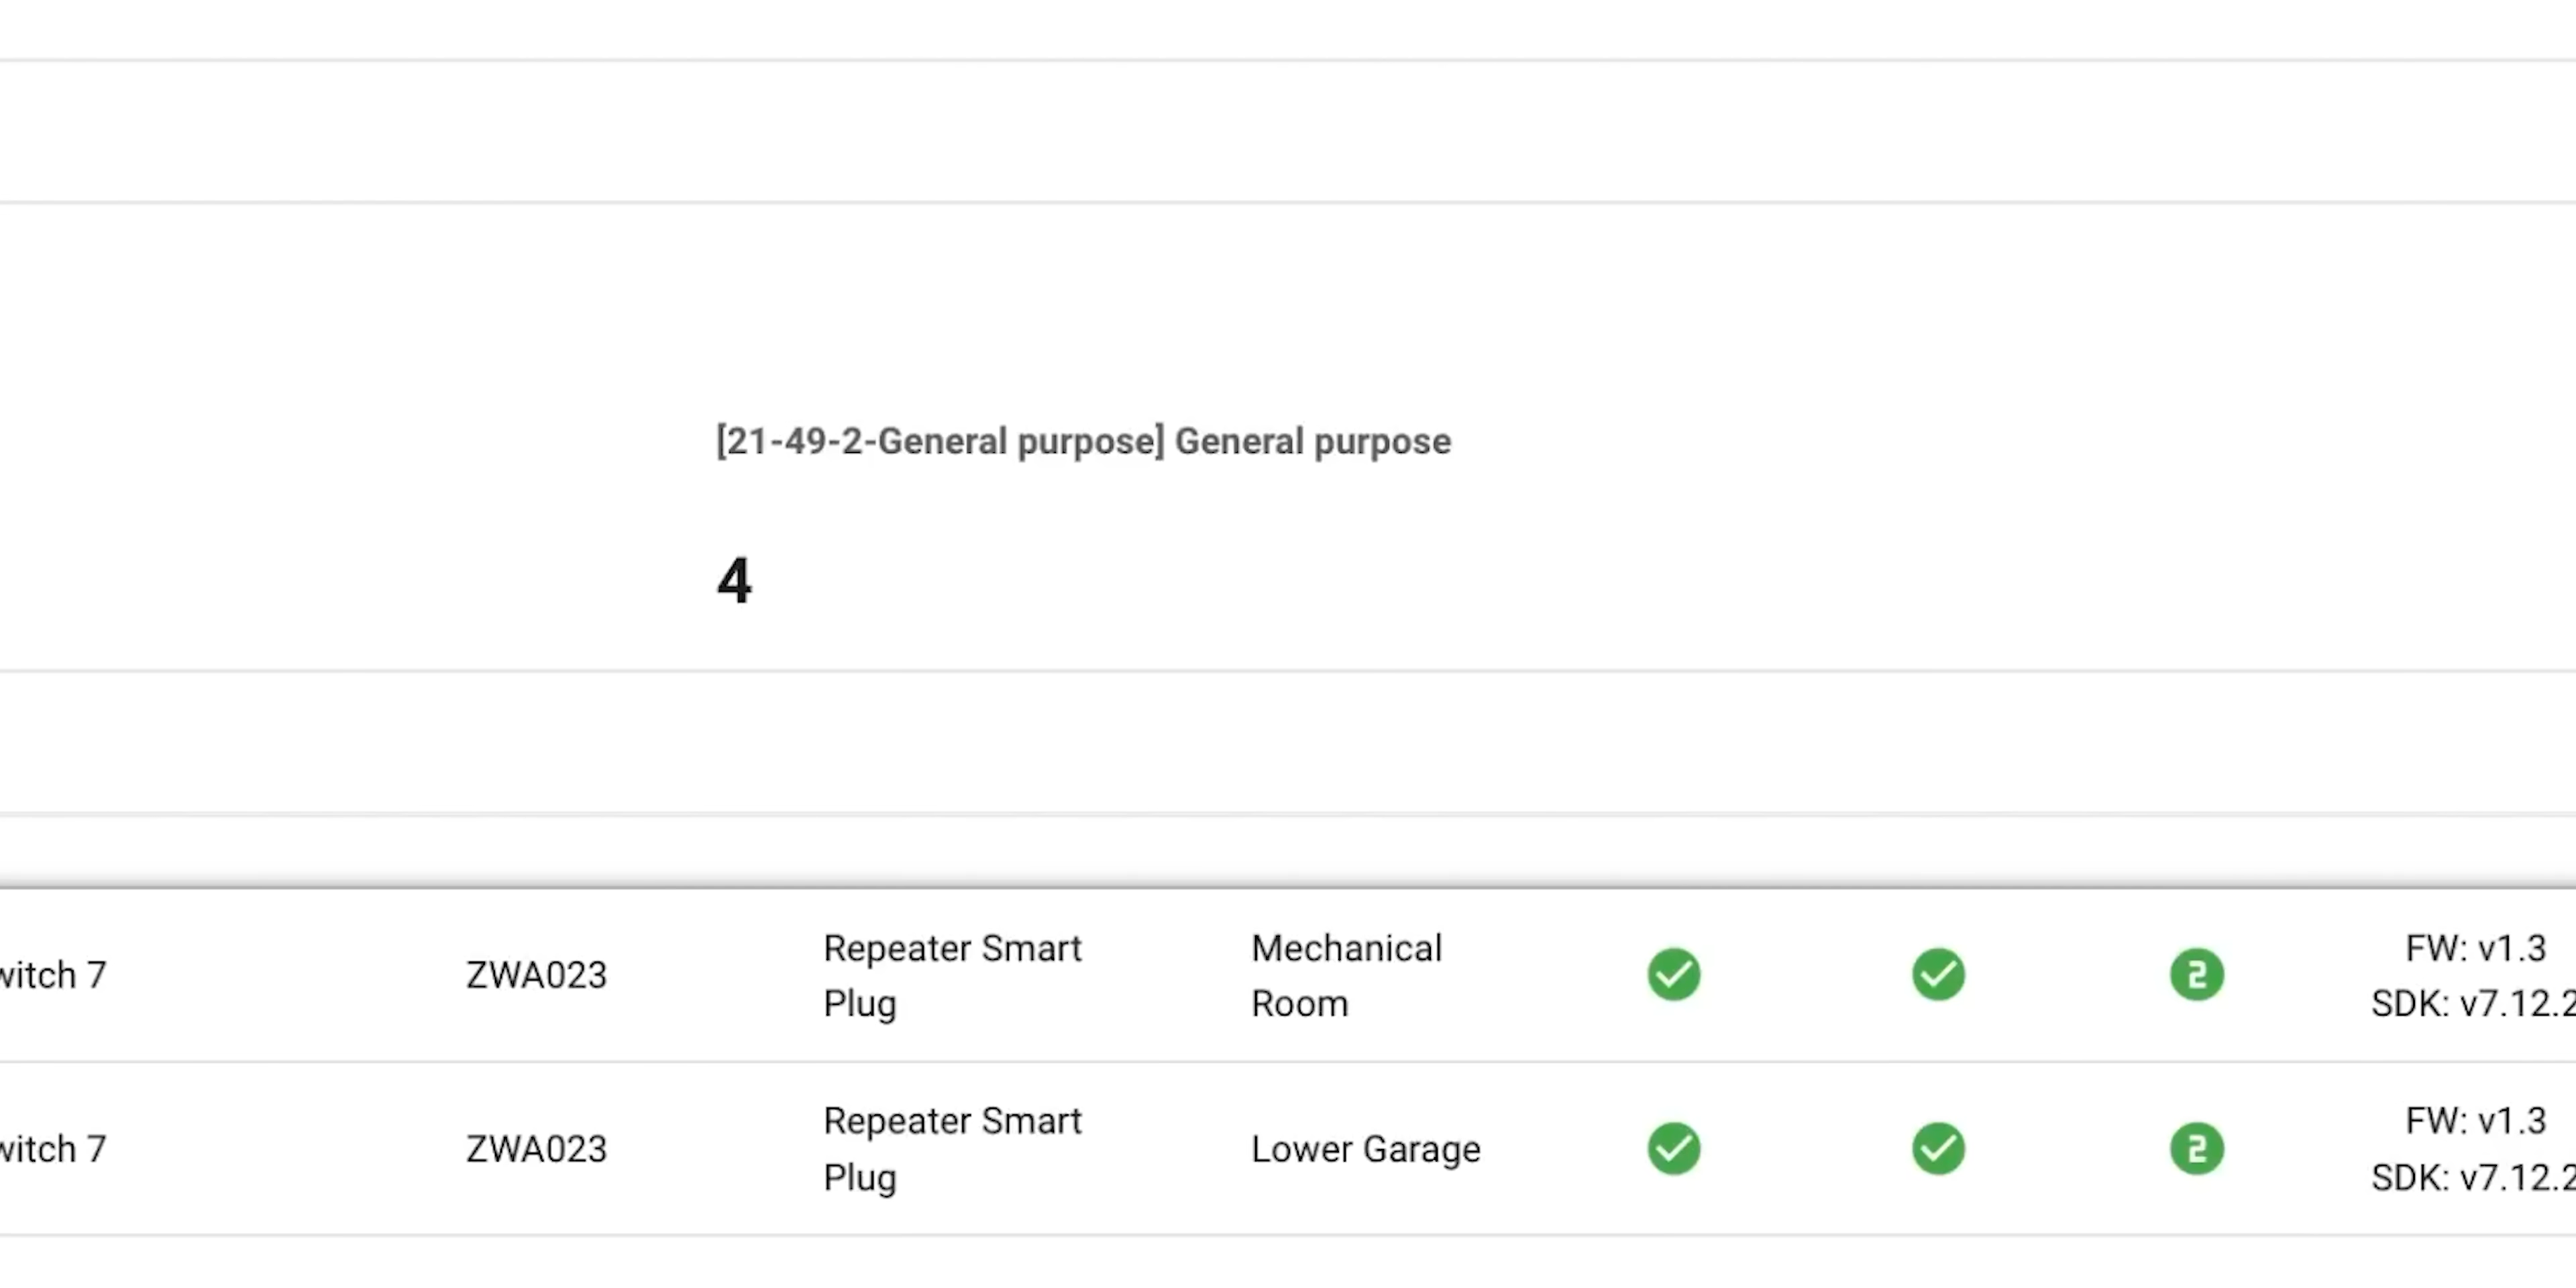 [21-49-2-General purpose] General purpose
4
witch 7 ZWA023 Repeater Smart Plug Mechanical Room 2 FW: v1.3 SDK: v7.12.2
witch 7 ZWA023 Repeater Smart Plug Lower Garage 2 FW: v1.3 SDK: v7.12.2